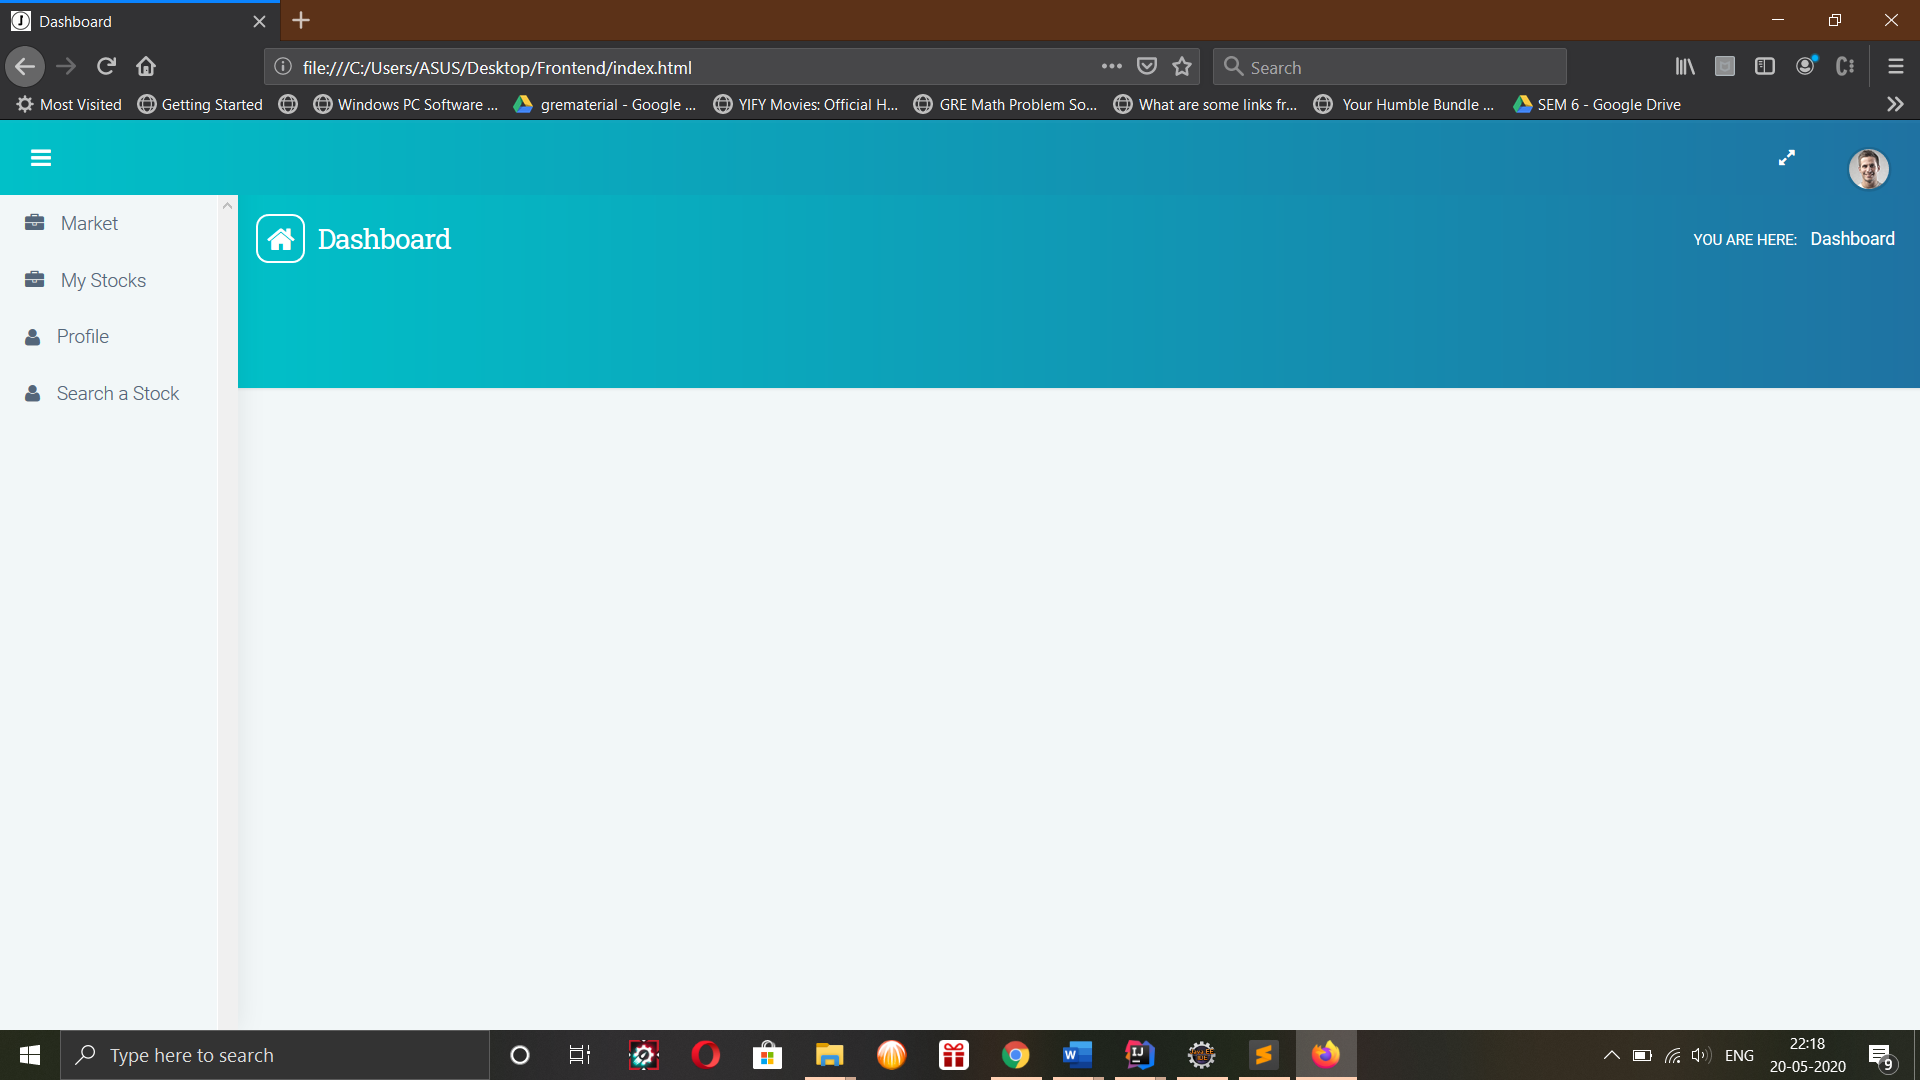 Dashboard
file:///C:/Users/ASUS/Desktop/Frontend/index.html
Search
Most Visited Getting Started Windows PC Software ... grematerial - Google ... YIFY Movies: Official H... GRE Math Problem So... What are some links fr... Your Humble Bundle ... SEM 6 - Google Drive
Market
My Stocks
Profile
Search a Stock
Dashboard
YOU ARE HERE: Dashboard
Type here to search
ENG
22:18
20-05-2020
9